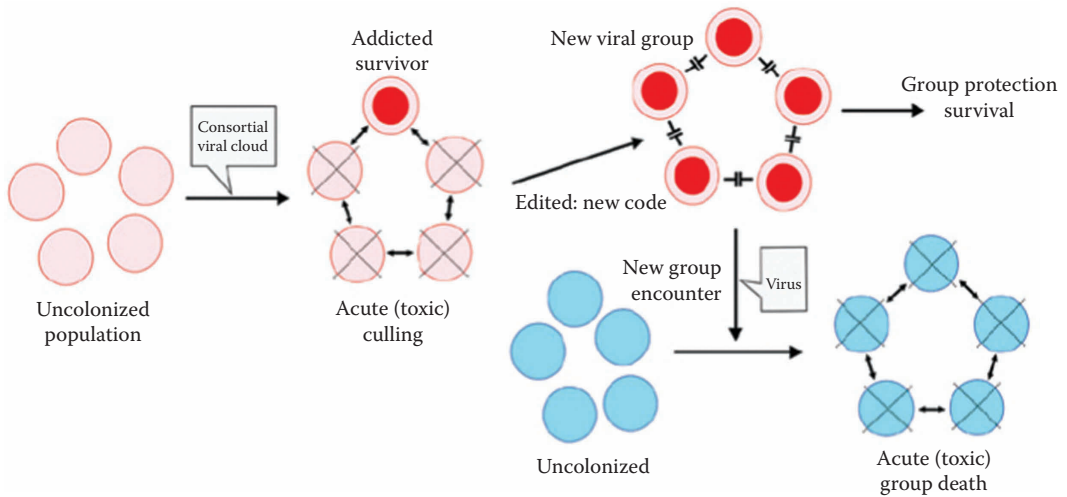 Addicted
survivor
New viral group
Group protection
survival
Consortial
viral cloud
Edited: new code
Uncolonized
population
Acute (toxic)
culling
New group
encounter
Virus
Uncolonized
Acute (toxic)
group death